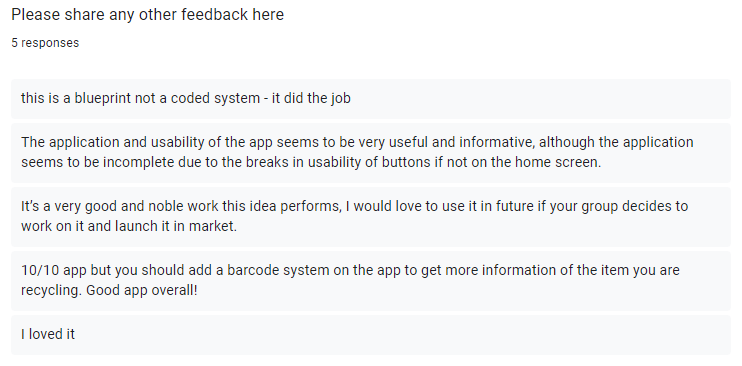 Please share any other feedback here
5 responses
this is a blueprint not a coded system - it did the job
The application and usability of the app seems to be very useful and informative, although the application
seems to be incomplete due to the breaks in usability of buttons if not on the home screen.
It’s a very good and noble work this idea performs, I would love to use it in future if your group decides to
work on it and launch it in market.
10/10 app but you should add a barcode system on the app to get more information of the item you are
recycling. Good app overall!
I loved it